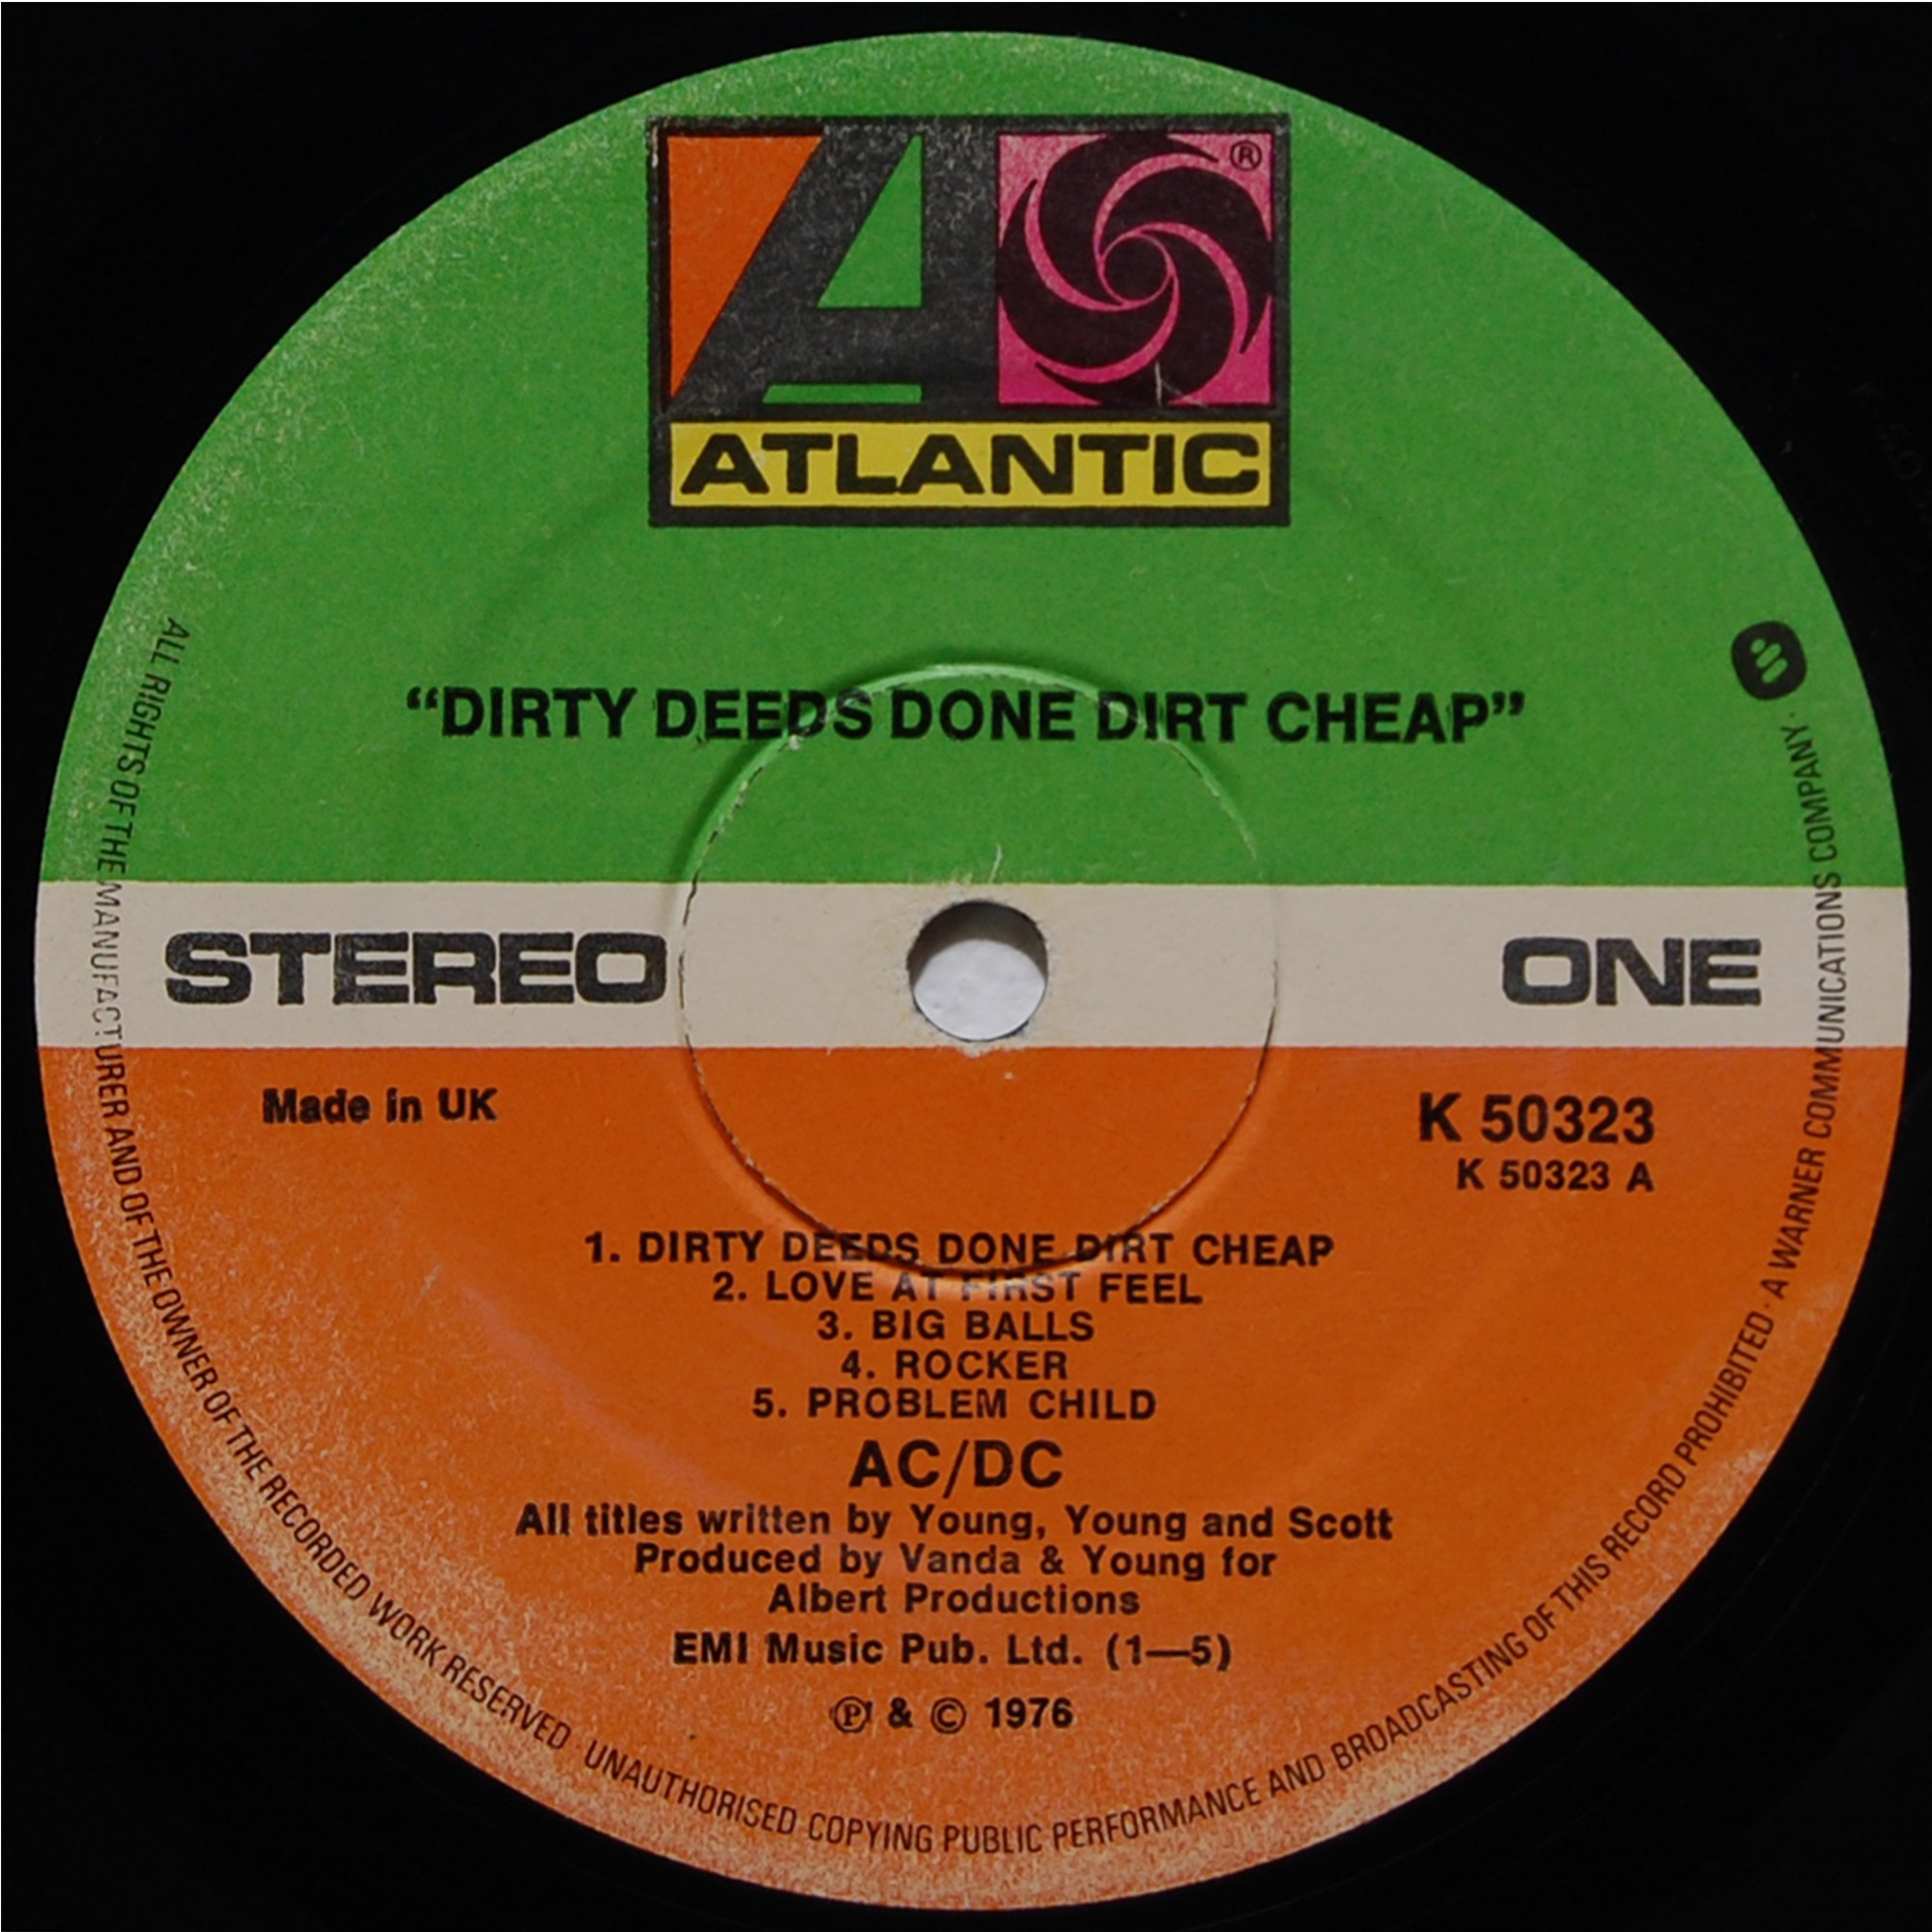 ®
ATLANTIC
“DIRTY DEEDS DONE DIRT CHEAP”
STEREO
ONE
Made in UK
K 50323
K 50323 A
1. DIRTY DEEDS DONE DIRT CHEAP
2. LOVE AT FIRST FEEL
3. BIG BALLS
4. ROCKER
5. PROBLEM CHILD
AC/DC
All titles written by Young, Young and Scott
Produced by Vanda & Young for
Albert Productions
EMI Music Pub. Ltd. (1—5)
℗ & © 1976
ALL RIGHTS OF THE MANUFACTURER AND OF THE OWNER OF THE RECORDED WORK RESERVED · UNAUTHORISED COPYING PUBLIC PERFORMANCE AND BROADCASTING OF THIS RECORD PROHIBITED · A WARNER COMMUNICATIONS COMPANY ·